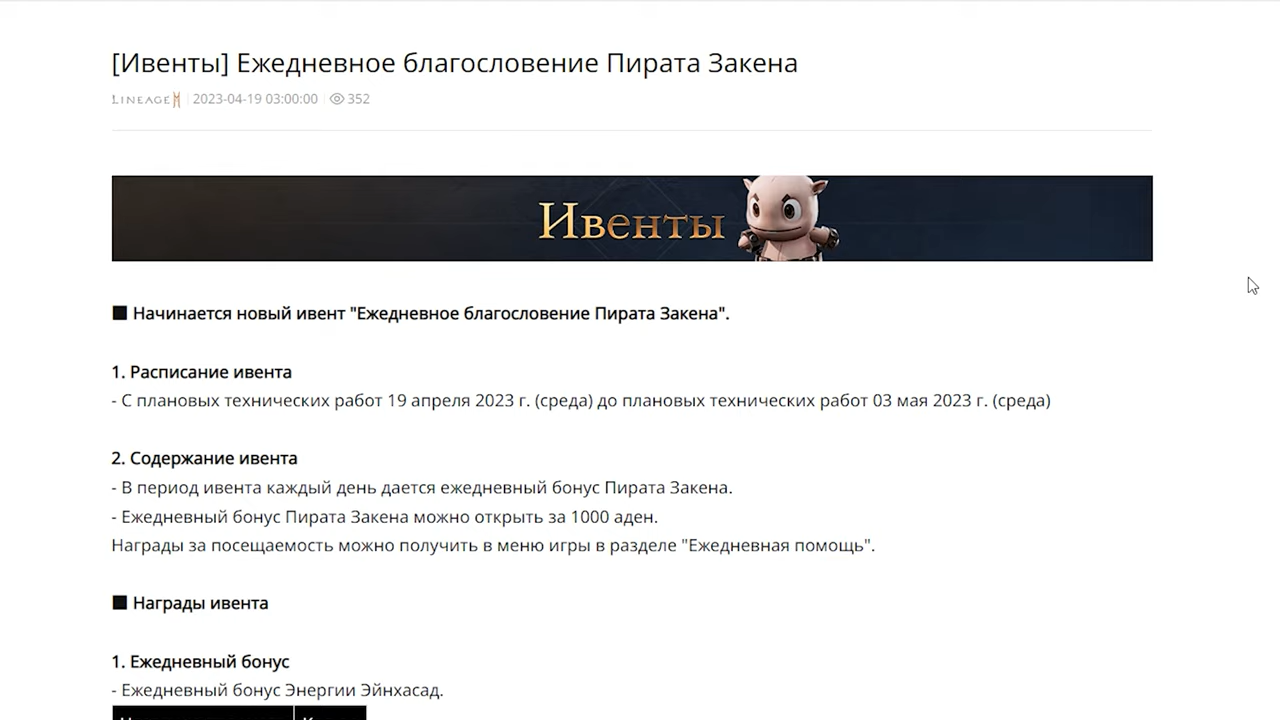 [Ивенты] Ежедневное благословение Пирата Закена
LINEAGE M 2023-04-19 03:00:00 352
Ивенты
■ Начинается новый ивент "Ежедневное благословение Пирата Закена".
1. Расписание ивента
- С плановых технических работ 19 апреля 2023 г. (среда) до плановых технических работ 03 мая 2023 г. (среда)
2. Содержание ивента
- В период ивента каждый день дается ежедневный бонус Пирата Закена.
- Ежедневный бонус Пирата Закена можно открыть за 1000 аден.
Награды за посещаемость можно получить в меню игры в разделе "Ежедневная помощь".
■ Награды ивента
1. Ежедневный бонус
- Ежедневный бонус Энергии Эйнхасад.